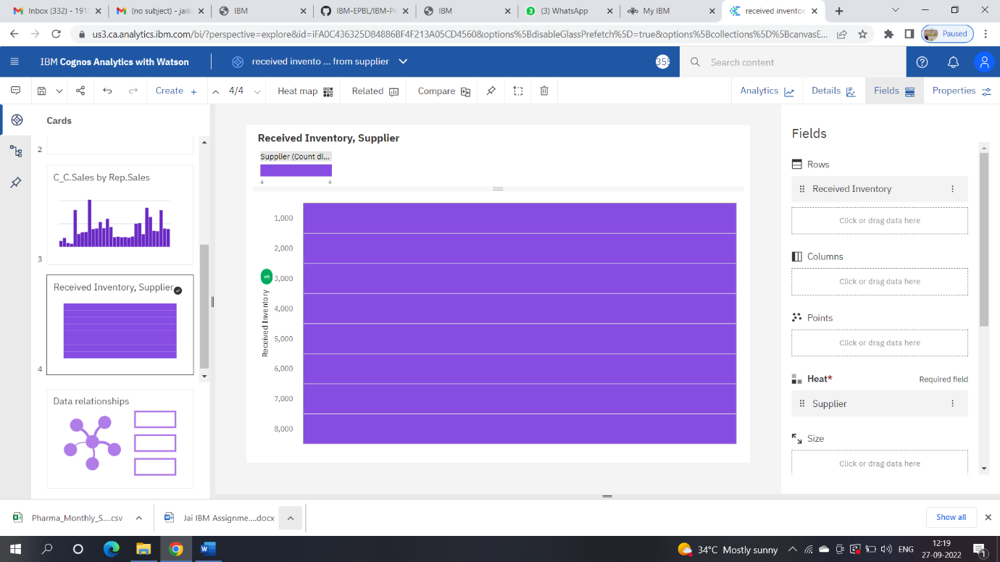 Inbox (332) - 191
(no subject) - jaik
IBM
IBM-EPBL/IBM-Pr
IBM
(3) WhatsApp
My IBM
received invento
us3.ca.analytics.ibm.com/bi/?perspective=explore&id=iFA0C436325D84886BF4F213A05CD4560&options%5BdisableGlassPrefetch%5D=true&options%5Bcollections%5D%5BcanvasE...
Paused
IBM Cognos Analytics with Watson
received invento ... from supplier
355
Search content
Create
4/4
Heat map
Related
Compare
Analytics
Details
Fields
Properties
Cards
2
C_C.Sales by Rep.Sales
3
Received Inventory, Supplier
4
Data relationships
Received Inventory, Supplier
Supplier (Count di...
4 4
Received Inventory
3
1,000
2,000
3,000
4,000
5,000
6,000
7,000
8,000
Fields
Rows
Received Inventory
Click or drag data here
Columns
Click or drag data here
Points
Click or drag data here
Heat* Required field
Supplier
Size
Click or drag data here
Pharma_Monthly_S....csv
Jai IBM Assignme....docx
Show all
34°C Mostly sunny
ENG
12:19
27-09-2022
1